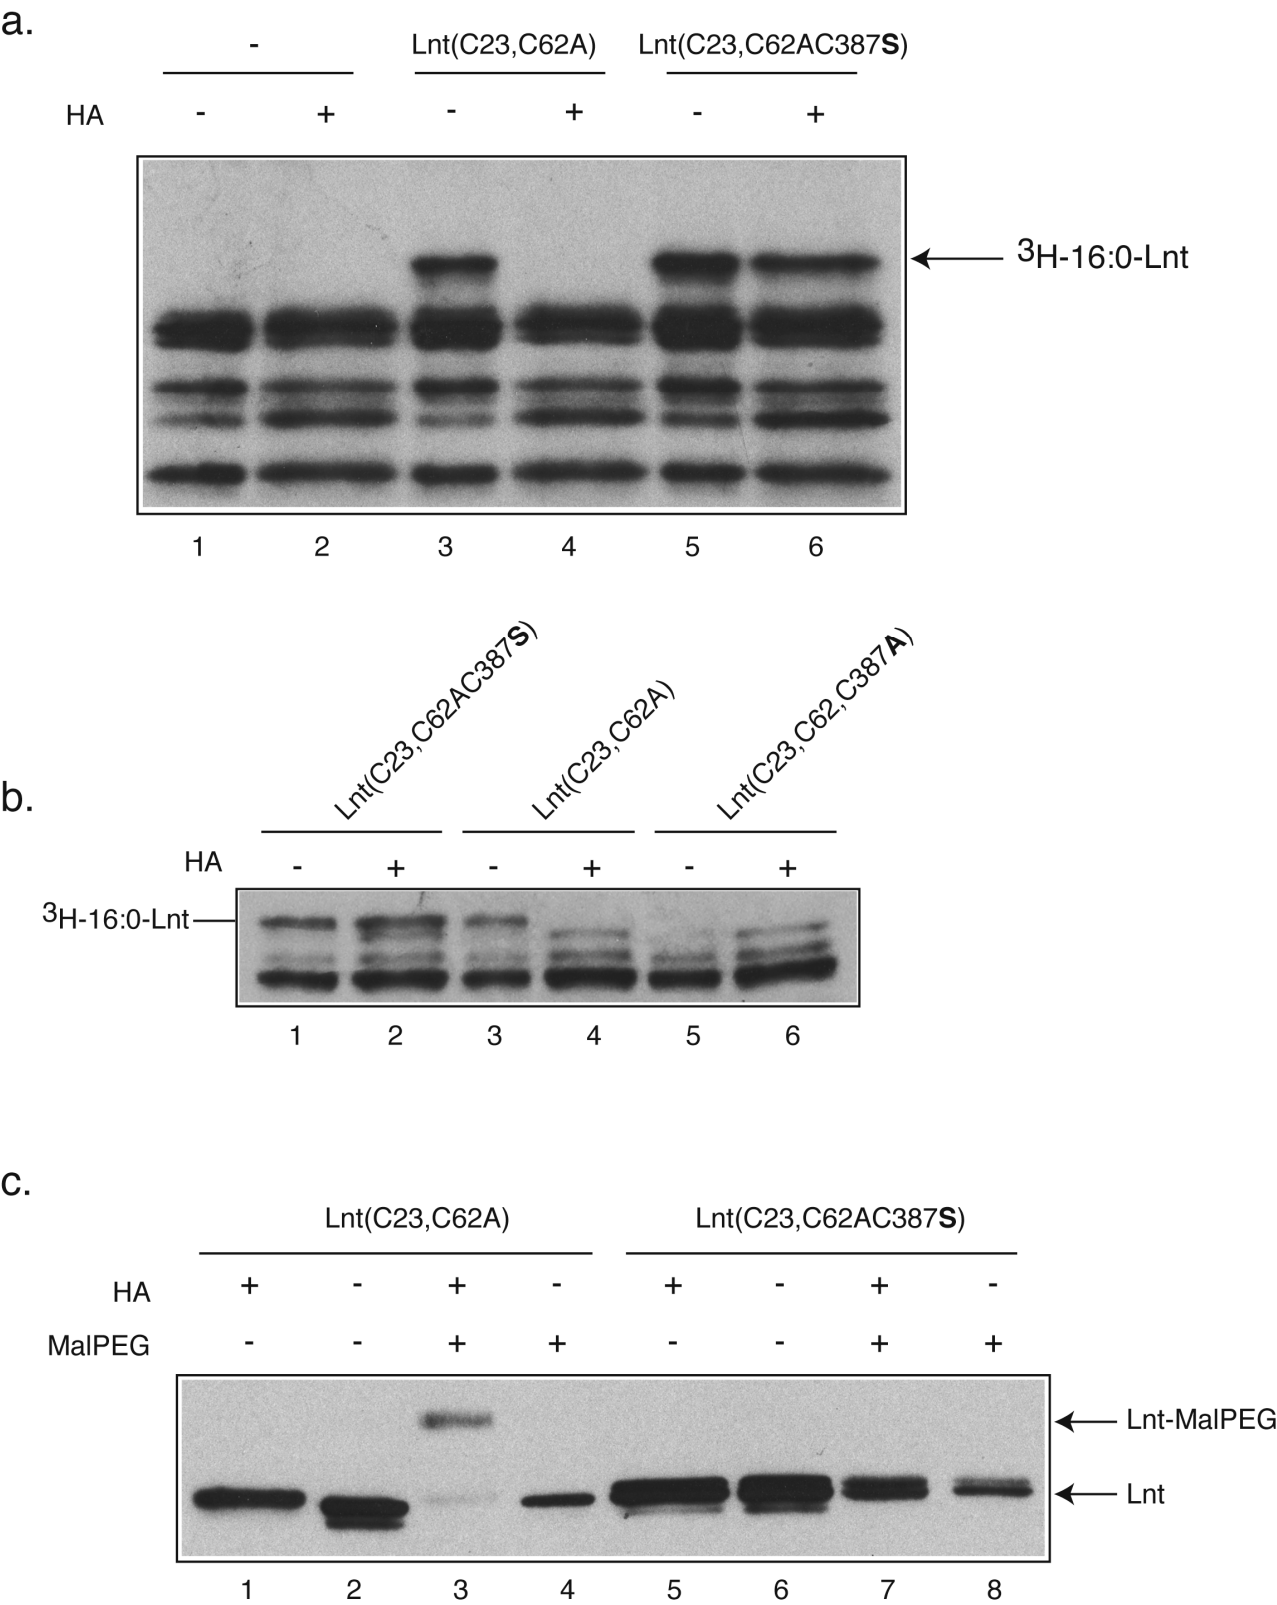 a.
- Lnt(C23,C62A) Lnt(C23,C62AC387S)
HA - + - + - +
3H-16:0-Lnt
1 2 3 4 5 6
b.
Lnt(C23,C62AC387S) Lnt(C23,C62A) Lnt(C23,C62,C387A)
HA - + - + - +
3H-16:0-Lnt
1 2 3 4 5 6
c.
Lnt(C23,C62A) Lnt(C23,C62AC387S)
HA + - + - + - + -
MalPEG - - + + - - + +
Lnt-MalPEG
Lnt
1 2 3 4 5 6 7 8